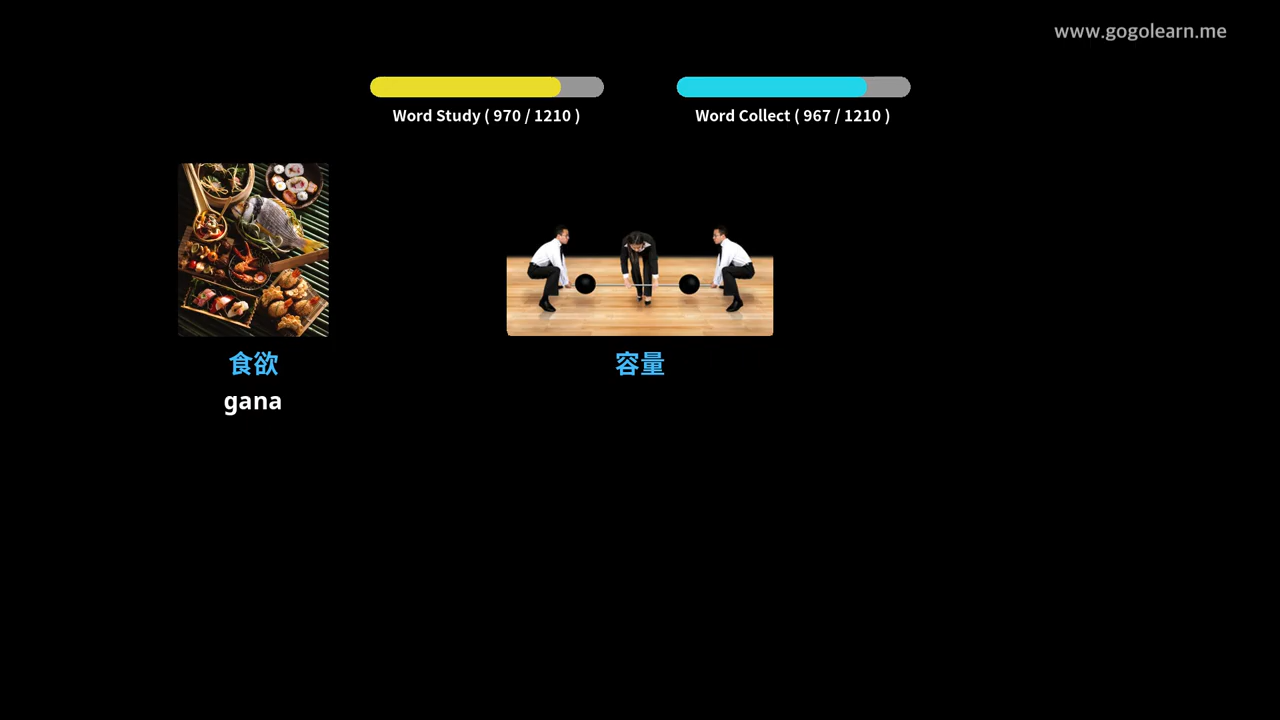 www.gogolearn.me
Word Study ( 970 / 1210 )
Word Collect ( 967 / 1210 )
食欲
gana
容量